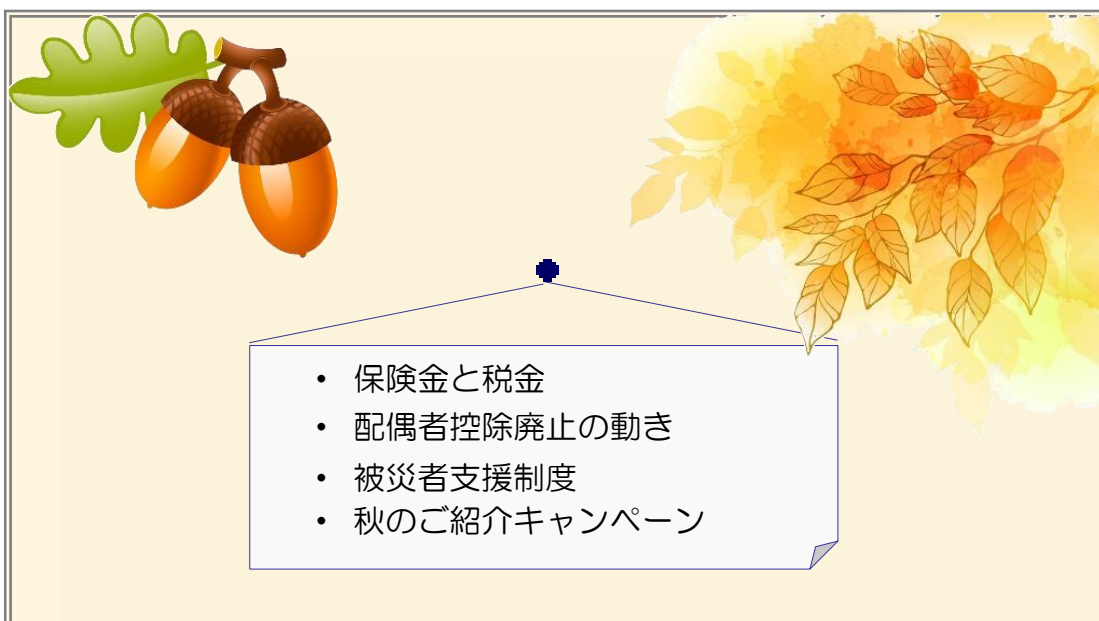 • 保険金と税金
• 配偶者控除廃止の動き
• 被災者支援制度
• 秋のご紹介キャンペーン